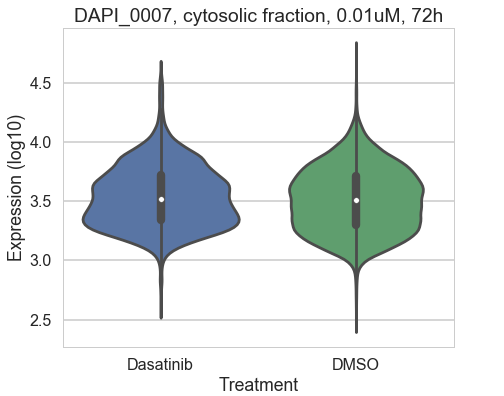 DAPI_0007, cytosolic fraction, 0.01uM, 72h
Expression (log10)
4.5
4.0
3.5
3.0
2.5
Dasatinib
DMSO
Treatment